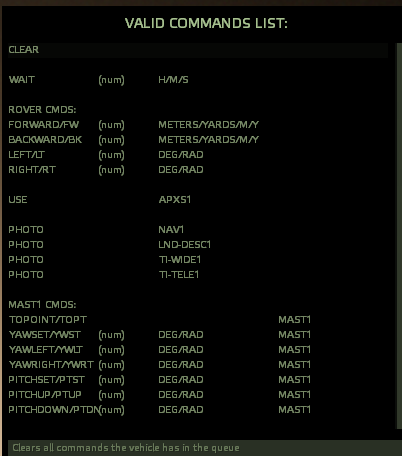 VALID COMMANDS LIST:
CLEAR
WAIT (num) H/M/S
ROVER CMDS:
FORWARD/FW (num) METERS/YARDS/M/Y
BACKWARD/BK (num) METERS/YARDS/M/Y
LEFT/LT (num) DEG/RAD
RIGHT/RT (num) DEG/RAD
USE APXS1
PHOTO NAV1
PHOTO LND-DESC1
PHOTO TI-WIDE1
PHOTO TI-TELE1
MAST1 CMDS:
TOPOINT/TOPT MAST1
YAWSET/YWST (num) DEG/RAD MAST1
YAWLEFT/YWLT (num) DEG/RAD MAST1
YAWRIGHT/YWRT (num) DEG/RAD MAST1
PITCHSET/PTST (num) DEG/RAD MAST1
PITCHUP/PTUP (num) DEG/RAD MAST1
PITCHDOWN/PTDN(num) DEG/RAD MAST1
Clears all commands the vehicle has in the queue